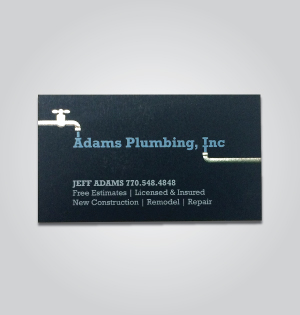 Adams Plumbing, Inc
JEFF ADAMS 770.548.4848
Free Estimates | Licensed & Insured
New Construction | Remodel | Repair